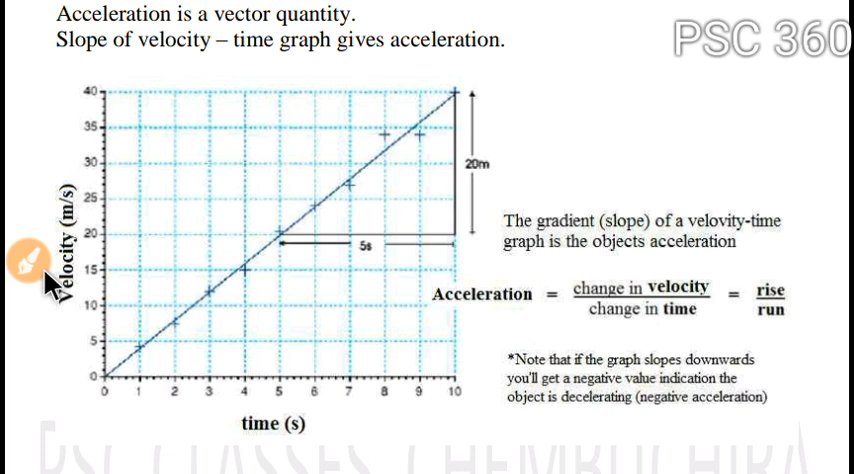 Acceleration is a vector quantity.
Slope of velocity – time graph gives acceleration.
PSC 360
40
35
30
25
20
15
10
5
0
Velocity (m/s)
20m
5s
0 1 2 3 4 5 6 7 8 9 10
time (s)
The gradient (slope) of a velovity-time
graph is the objects acceleration
Acceleration = change in velocity = rise
change in time run
*Note that if the graph slopes downwards
you'll get a negative value indication the
object is decelerating (negative acceleration)